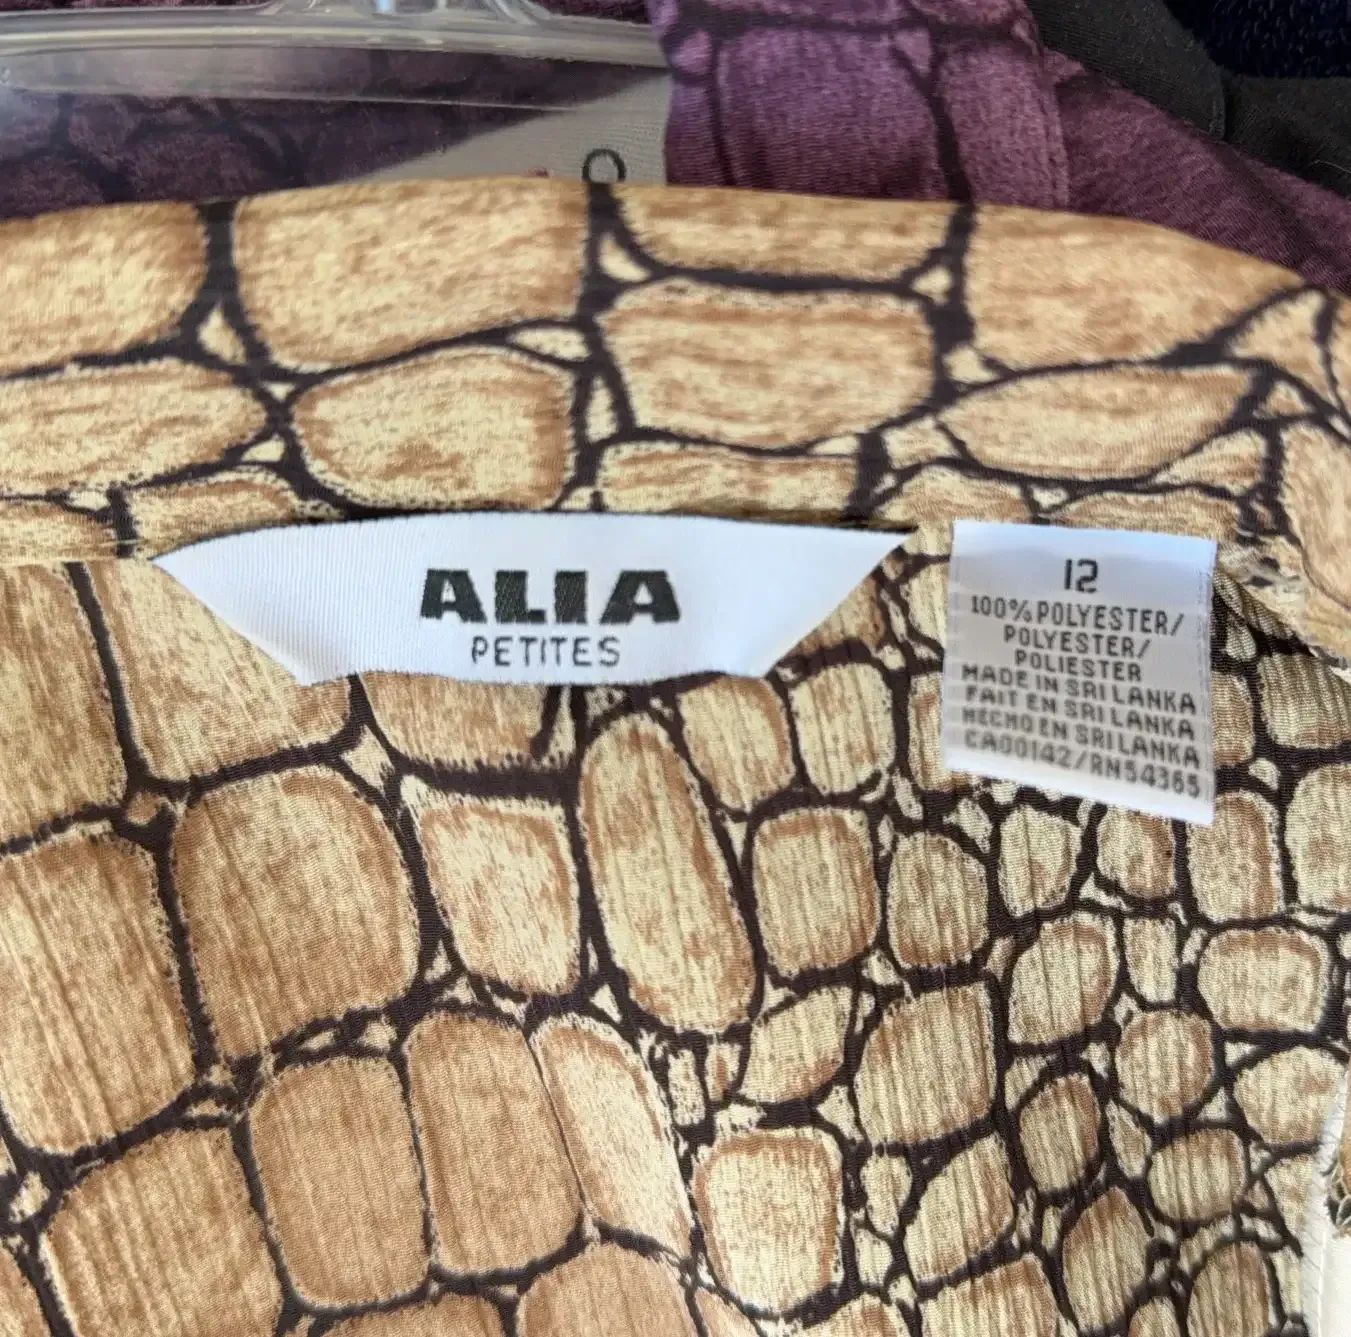 ALIA
PETITES
12
100% POLYESTER/
POLYESTER/
POLIESTER
MADE IN SRI LANKA
FAIT EN SRI LANKA
HECHO EN SRI LANKA
CA00142/RN54365